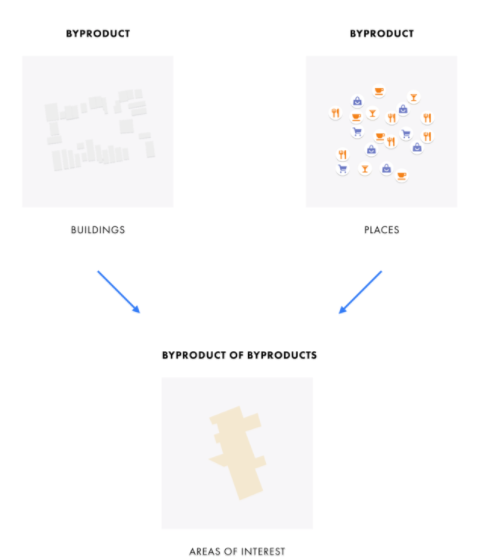 BYPRODUCT
BYPRODUCT
BUILDINGS
PLACES
BYPRODUCT OF BYPRODUCTS
AREAS OF INTEREST